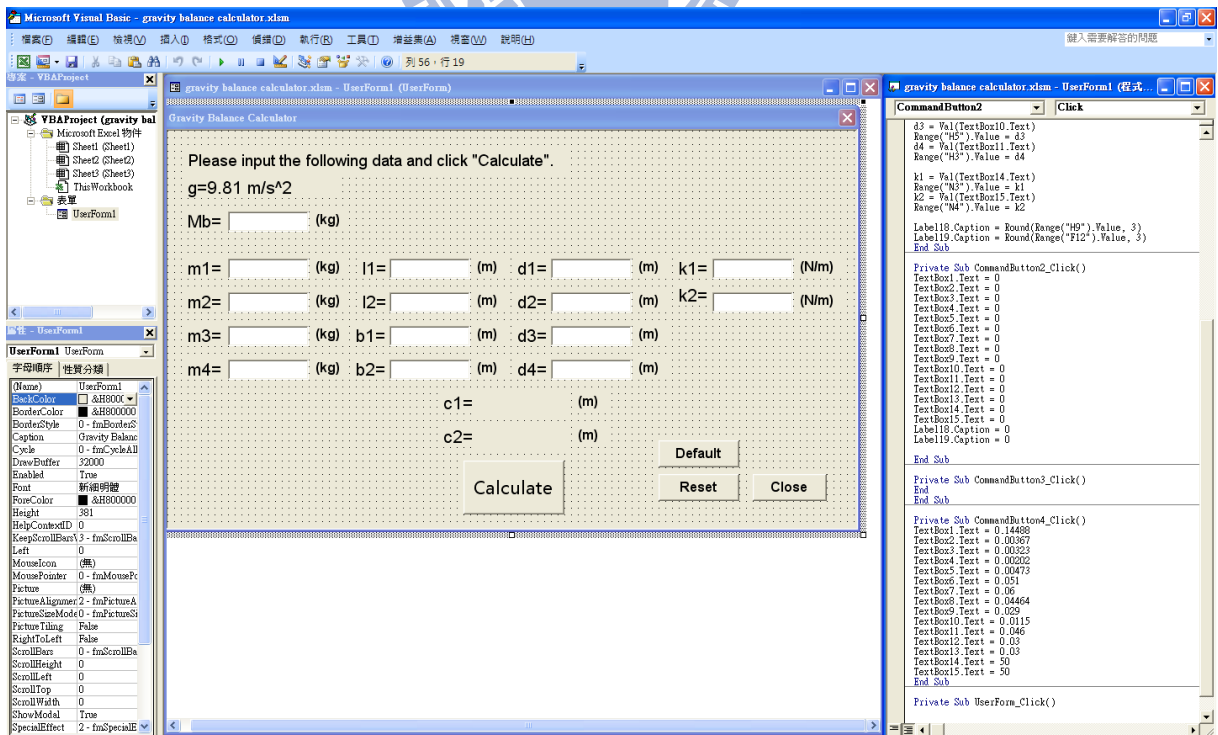 Microsoft Visual Basic - gravity balance calculator.xlsm
檔案(F) 編輯(E) 檢視(V) 插入(I) 格式(O) 偵錯(D) 執行(R) 工具(T) 增益集(A) 視窗(W) 說明(H)
鍵入需要解答的問題
列 56，行 19
專案 - VBAProject
VBAProject (gravity bal
Microsoft Excel 物件
Sheet1 (Sheet1)
Sheet2 (Sheet2)
Sheet3 (Sheet3)
ThisWorkbook
表單
UserForm1
屬性 - UserForm1
UserForm1 UserForm
字母順序 性質分類
(Name) UserForm1
BackColor &H800(
BorderColor &H800000
BorderStyle 0 - fmBorderS
Caption Gravity Balanc
Cycle 0 - fmCycleAll
DrawBuffer 32000
Enabled True
Font 新細明體
ForeColor &H800000
Height 381
HelpContextID 0
KeepScrollBarsV 3 - fmScrollBa
Left 0
MouseIcon (無)
MousePointer 0 - fmMousePc
Picture (無)
PictureAlignmen 2 - fmPictureA
PictureSizeMode 0 - fmPictureSi
PictureTiling False
RightToLeft False
ScrollBars 0 - fmScrollBa
ScrollHeight 0
ScrollLeft 0
ScrollTop 0
ScrollWidth 0
ShowModal True
SpecialEffect 2 - fmSpecialE
gravity balance calculator.xlsm - UserForm1 (UserForm)
Gravity Balance Calculator
Please input the following data and click "Calculate".
g=9.81 m/s^2
Mb= (kg)
m1= (kg) l1= (m) d1= (m) k1= (N/m)
m2= (kg) l2= (m) d2= (m) k2= (N/m)
m3= (kg) b1= (m) d3= (m)
m4= (kg) b2= (m) d4= (m)
c1= (m)
c2= (m)
Default
Calculate Reset Close
gravity balance calculator.xlsm - UserForm1 (程式...
CommandButton2 Click
d3 = Val(TextBox10.Text)
Range("H5").Value = d3
d4 = Val(TextBox11.Text)
Range("H3").Value = d4
k1 = Val(TextBox14.Text)
Range("N3").Value = k1
k2 = Val(TextBox15.Text)
Range("N4").Value = k2
Label18.Caption = Round(Range("H9").Value, 3)
Label19.Caption = Round(Range("F12").Value, 3)
End Sub
Private Sub CommandButton2_Click()
TextBox1.Text = 0
TextBox2.Text = 0
TextBox3.Text = 0
TextBox4.Text = 0
TextBox5.Text = 0
TextBox6.Text = 0
TextBox7.Text = 0
TextBox8.Text = 0
TextBox9.Text = 0
TextBox10.Text = 0
TextBox11.Text = 0
TextBox12.Text = 0
TextBox13.Text = 0
TextBox14.Text = 0
TextBox15.Text = 0
Label18.Caption = 0
Label19.Caption = 0
End Sub
Private Sub CommandButton3_Click()
End
End Sub
Private Sub CommandButton4_Click()
TextBox1.Text = 0.14488
TextBox2.Text = 0.00367
TextBox3.Text = 0.00323
TextBox4.Text = 0.00202
TextBox5.Text = 0.00473
TextBox6.Text = 0.051
TextBox7.Text = 0.06
TextBox8.Text = 0.04464
TextBox9.Text = 0.029
TextBox10.Text = 0.0115
TextBox11.Text = 0.046
TextBox12.Text = 0.03
TextBox13.Text = 0.03
TextBox14.Text = 50
TextBox15.Text = 50
End Sub
Private Sub UserForm_Click()